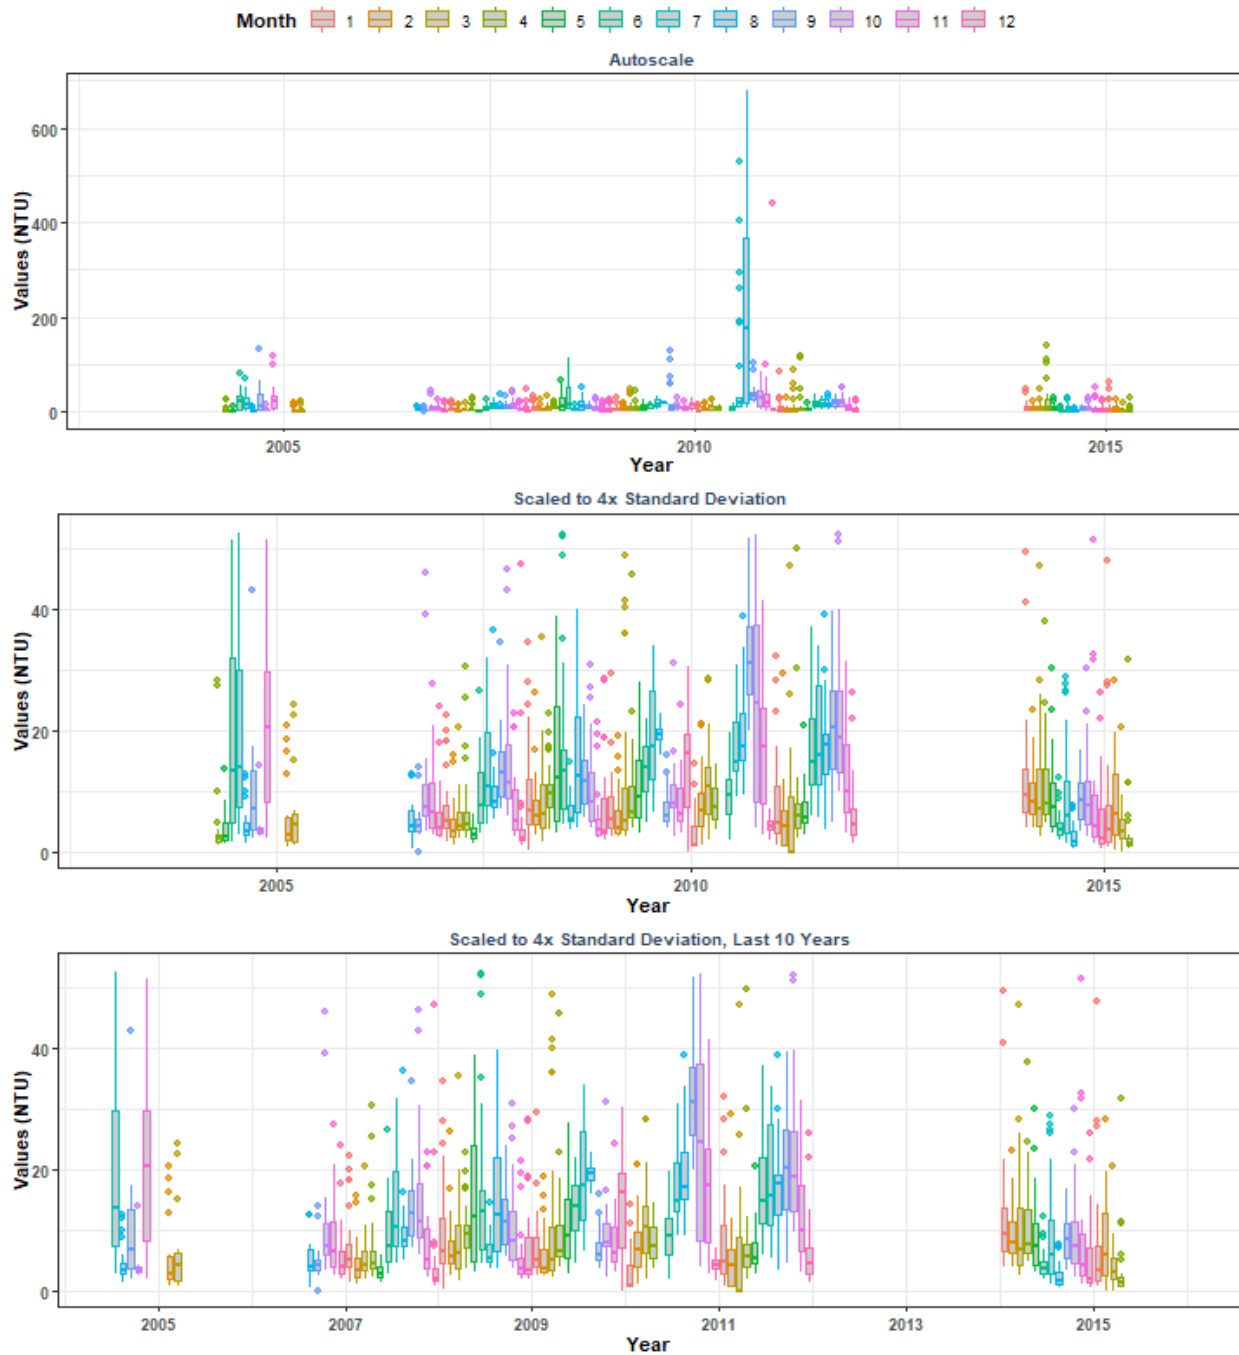 Month 1 2 3 4 5 6 7 8 9 10 11 12
Autoscale
Values (NTU)
600
400
200
0
2005 2010 2015
Year
Scaled to 4x Standard Deviation
Values (NTU)
40
20
0
2005 2010 2015
Year
Scaled to 4x Standard Deviation, Last 10 Years
Values (NTU)
40
20
0
2005 2007 2009 2011 2013 2015
Year